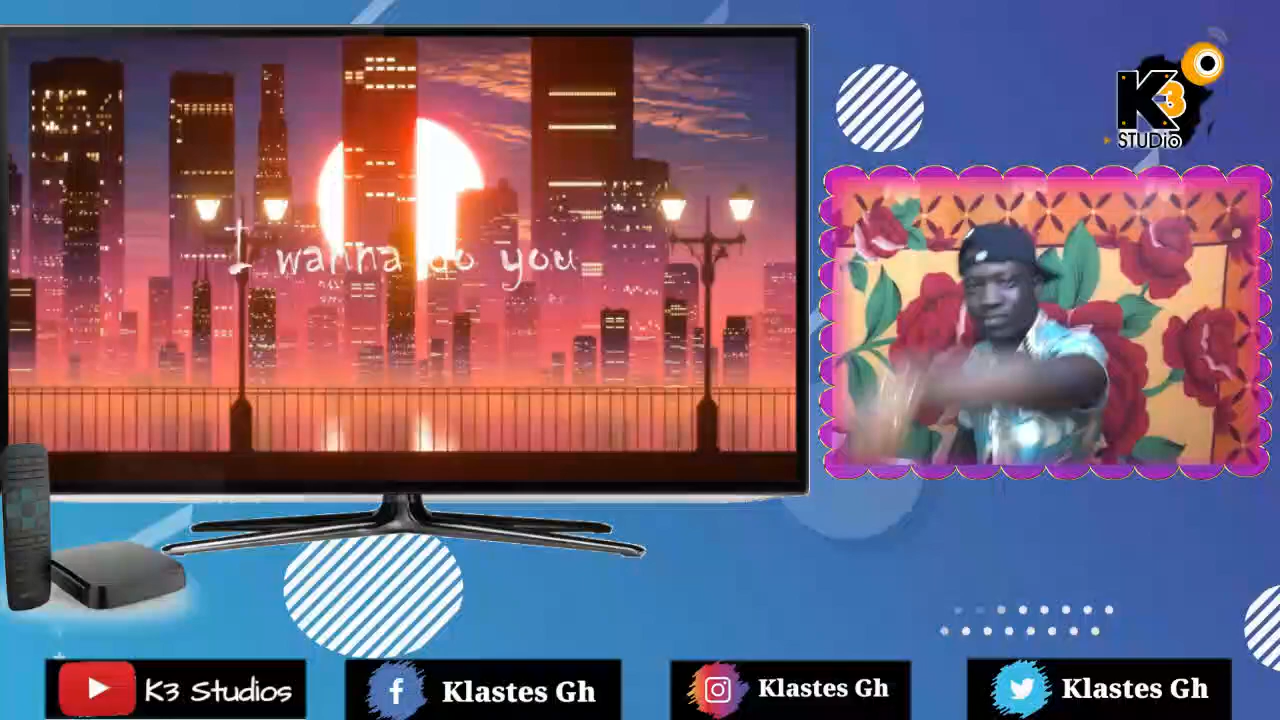 I wanna do you
K3
STUDiO
K3 Studios
Klastes Gh
Klastes Gh
Klastes Gh